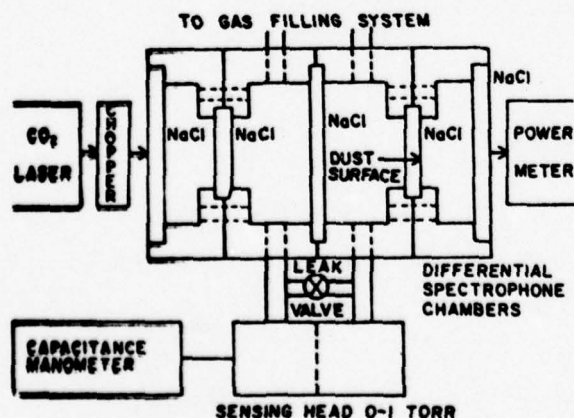 TO GAS FILLING SYSTEM
NaCl
CO₂
LASER
CHOPPER
NaCl
NaCl
NaCl
NaCl
DUST
SURFACE
POWER
METER
LEAK
VALVE
DIFFERENTIAL
SPECTROPHONE
CHAMBERS
CAPACITANCE
MANOMETER
SENSING HEAD 0-1 TORR